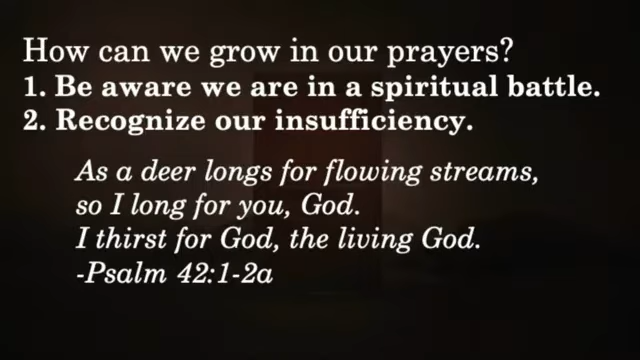 How can we grow in our prayers?
1. Be aware we are in a spiritual battle.
2. Recognize our insufficiency.
As a deer longs for flowing streams,
so I long for you, God.
I thirst for God, the living God.
-Psalm 42:1-2a